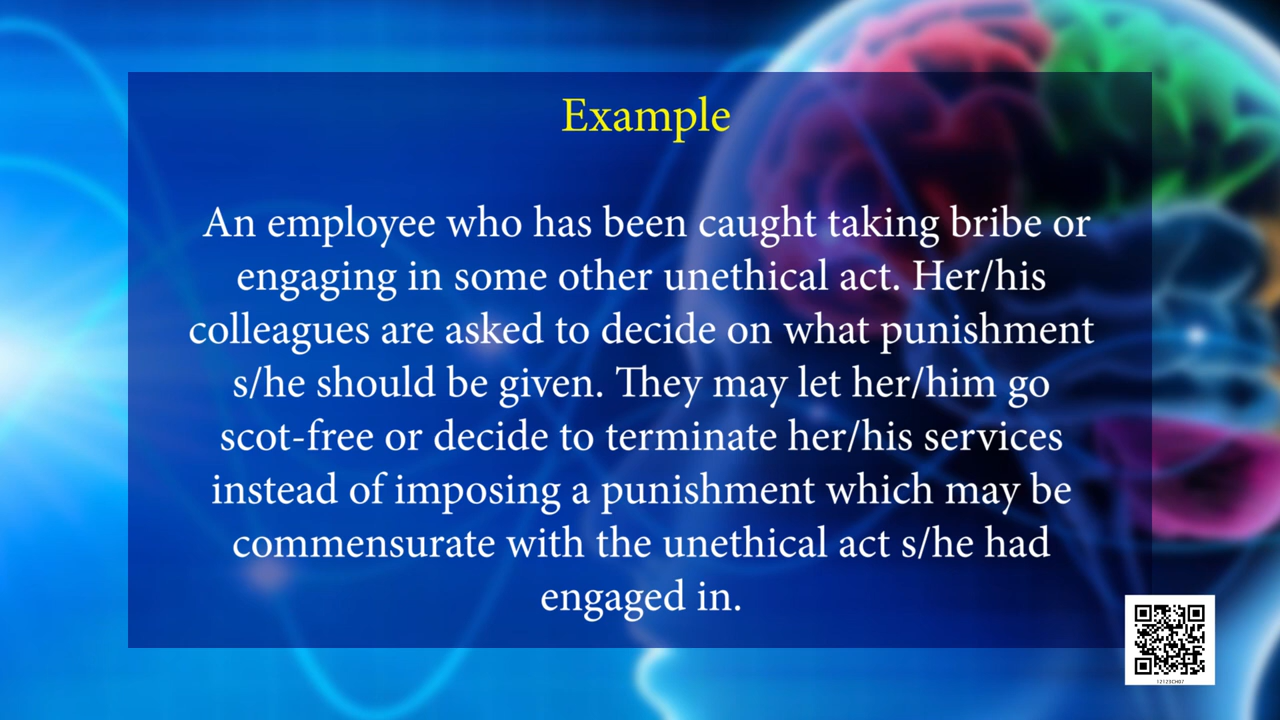 Example
An employee who has been caught taking bribe or
engaging in some other unethical act. Her/his
colleagues are asked to decide on what punishment
s/he should be given. They may let her/him go
scot-free or decide to terminate her/his services
instead of imposing a punishment which may be
commensurate with the unethical act s/he had
engaged in.
12123CH07